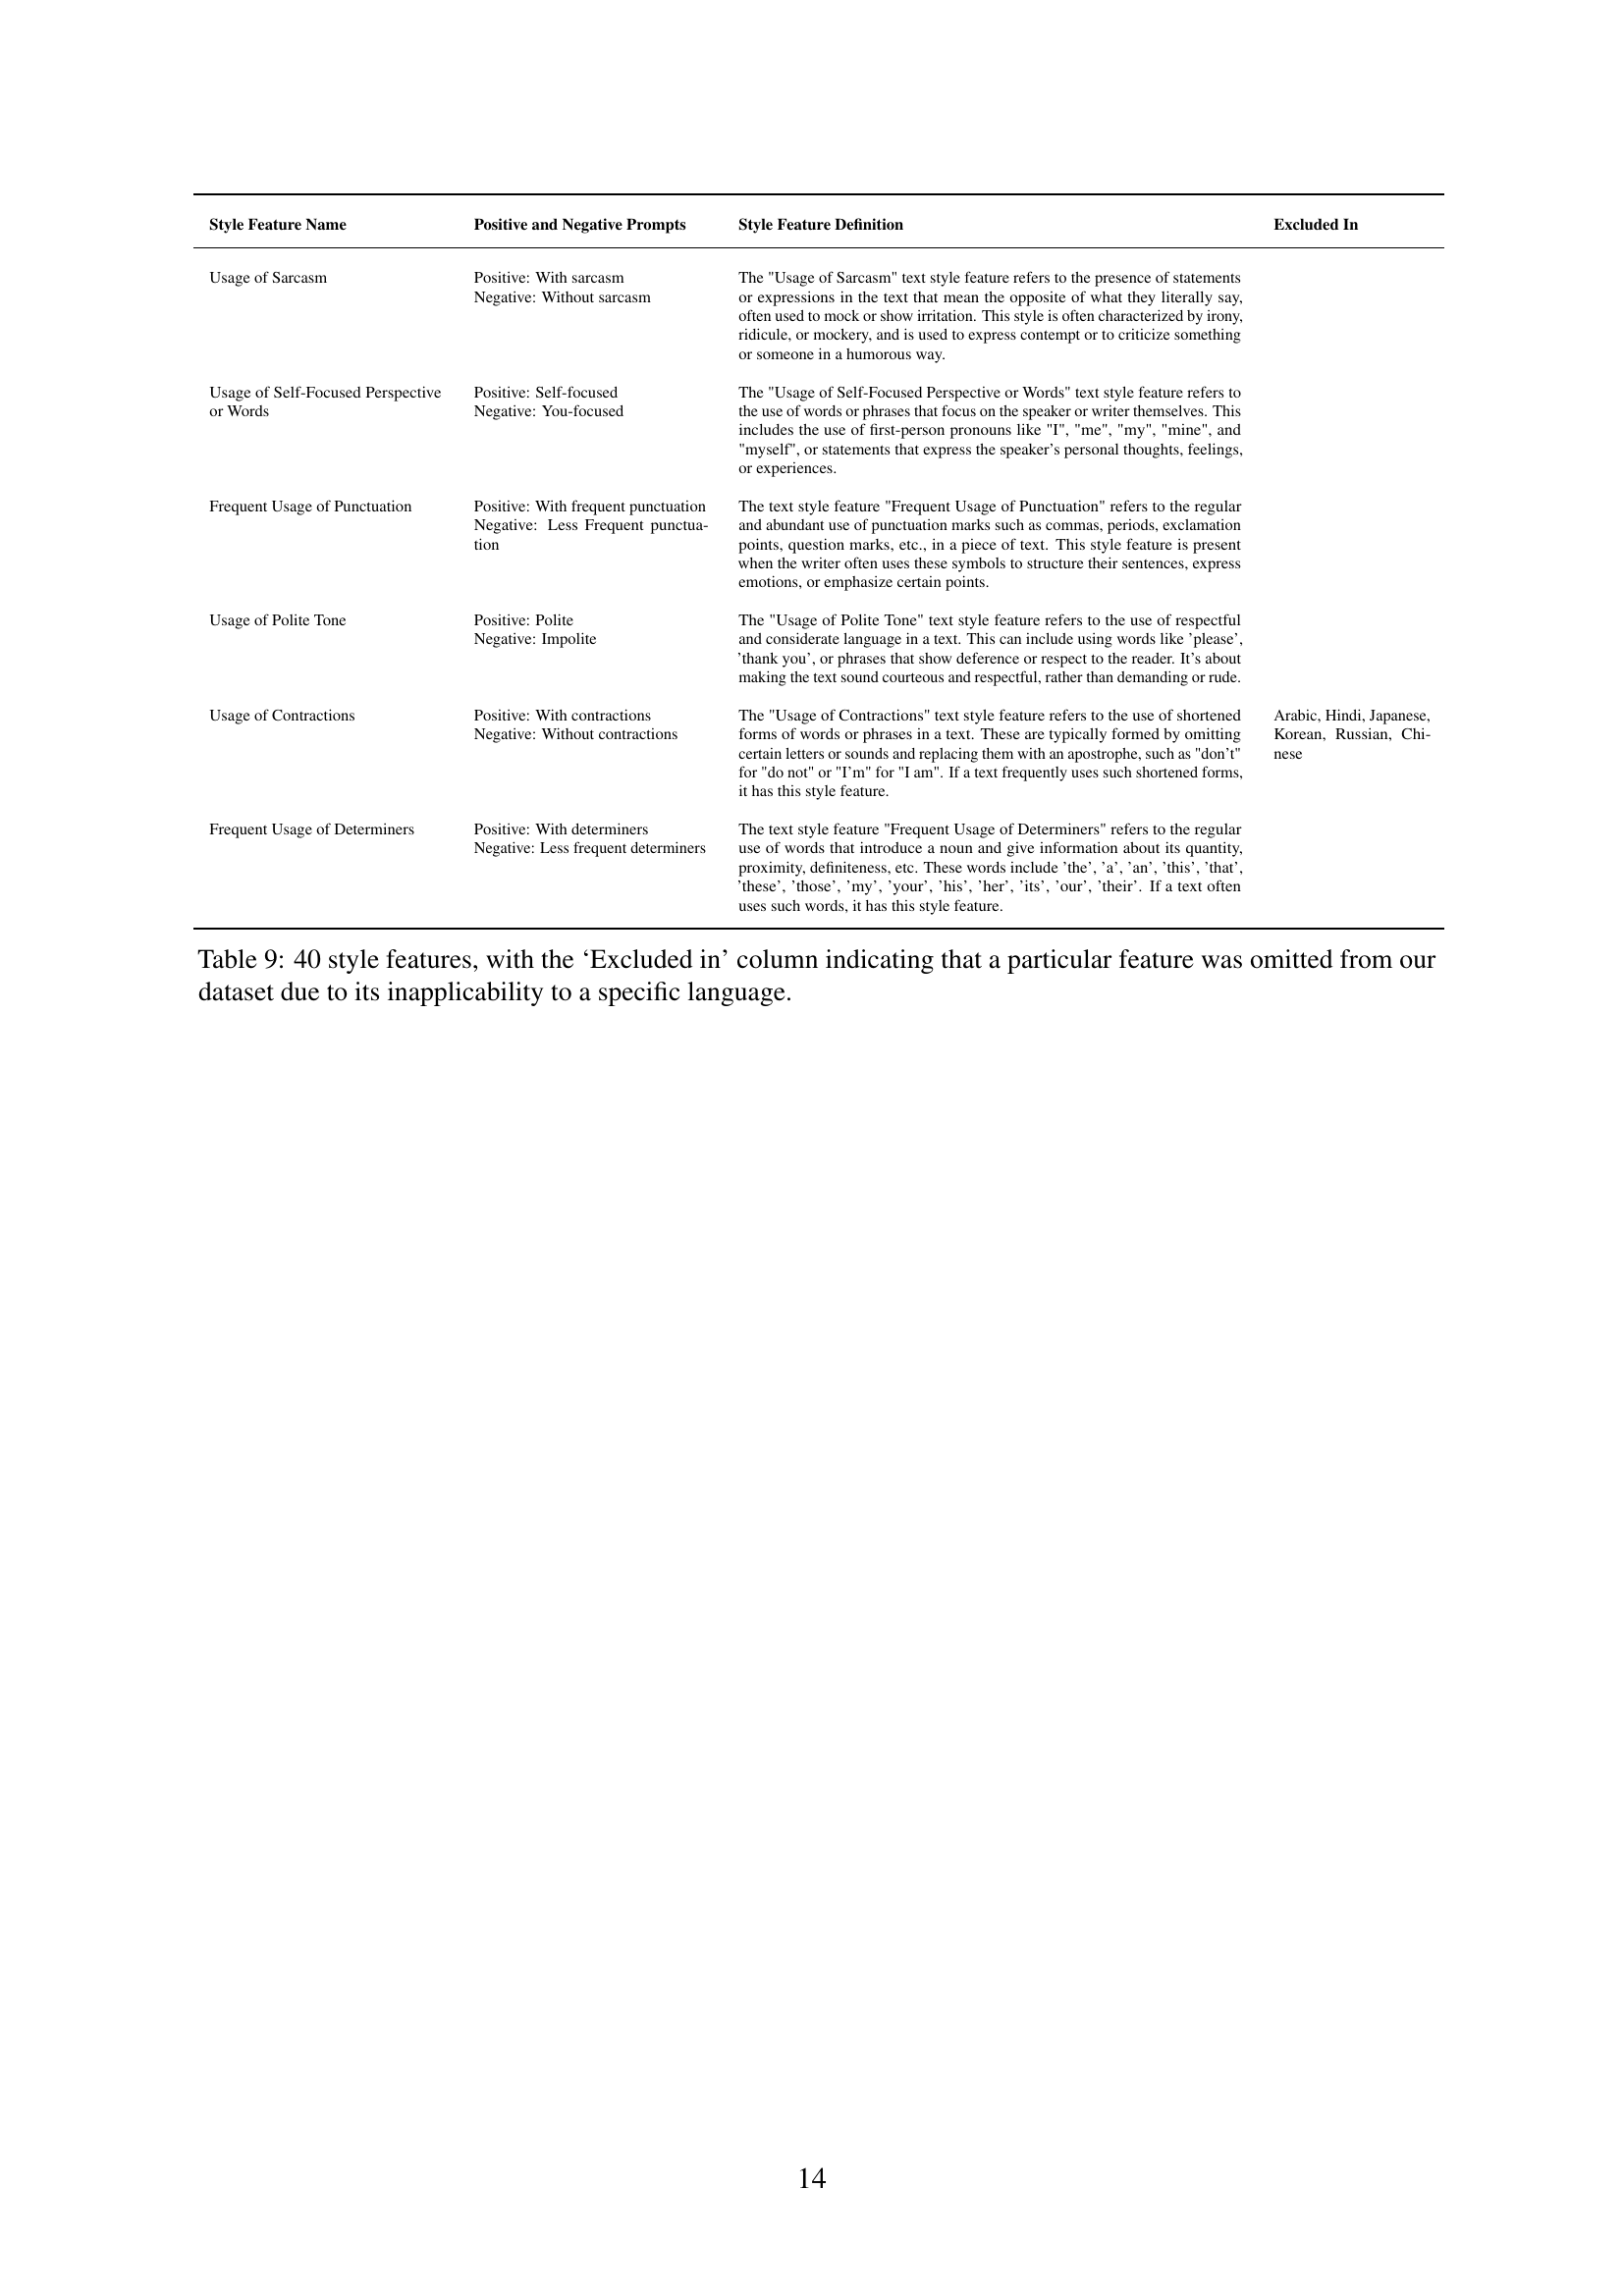 Style Feature Name
Positive and Negative Prompts
Style Feature Definition
Excluded In
Usage of Sarcasm
Positive: With sarcasm
Negative: Without sarcasm
The "Usage of Sarcasm" text style feature refers to the presence of statements
or expressions in the text that mean the opposite of what they literally say,
often used to mock or show irritation. This style is often characterized by irony,
ridicule, or mockery, and is used to express contempt or to criticize something
or someone in a humorous way.
Usage of Self-Focused Perspective
or Words
Positive: Self-focused
Negative: You-focused
The "Usage of Self-Focused Perspective or Words" text style feature refers to
the use of words or phrases that focus on the speaker or writer themselves. This
includes the use of first-person pronouns like "I", "me", "my", "mine", and
"myself", or statements that express the speaker's personal thoughts, feelings,
or experiences.
Frequent Usage of Punctuation
Positive: With frequent punctuation
Negative: Less Frequent punctua-
tion
The text style feature "Frequent Usage of Punctuation" refers to the regular
and abundant use of punctuation marks such as commas, periods, exclamation
points, question marks, etc., in a piece of text. This style feature is present
when the writer often uses these symbols to structure their sentences, express
emotions, or emphasize certain points.
Usage of Polite Tone
Positive: Polite
Negative: Impolite
The "Usage of Polite Tone" text style feature refers to the use of respectful
and considerate language in a text. This can include using words like ’please’,
’thank you’, or phrases that show deference or respect to the reader. It’s about
making the text sound courteous and respectful, rather than demanding or rude.
Usage of Contractions
Positive: With contractions
Negative: Without contractions
The "Usage of Contractions" text style feature refers to the use of shortened
forms of words or phrases in a text. These are typically formed by omitting
certain letters or sounds and replacing them with an apostrophe, such as "don’t"
for "do not" or "I’m" for "I am". If a text frequently uses such shortened forms,
it has this style feature.
Arabic, Hindi, Japanese,
Korean, Russian, Chi-
nese
Frequent Usage of Determiners
Positive: With determiners
Negative: Less frequent determiners
The text style feature "Frequent Usage of Determiners" refers to the regular
use of words that introduce a noun and give information about its quantity,
proximity, definiteness, etc. These words include ’the’, ’a’, ’an’, ’this’, ’that’,
’these’, ’those’, ’my’, ’your’, ’his’, ’her’, ’its’, ’our’, ’their’. If a text often
uses such words, it has this style feature.
Table 9: 40 style features, with the ‘Excluded in’ column indicating that a particular feature was omitted from our
dataset due to its inapplicability to a specific language.
14